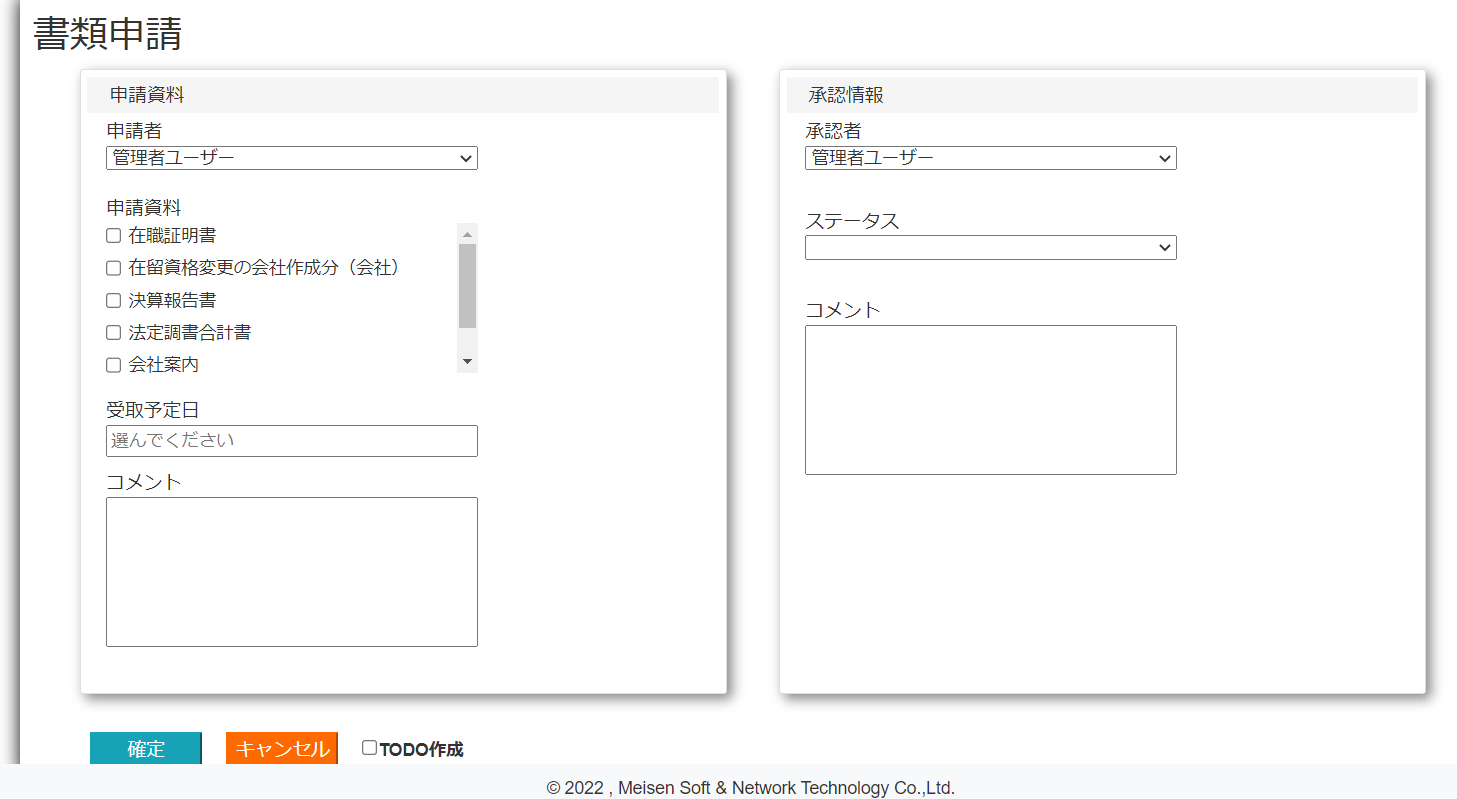 書類申請
申請資料
申請者
管理者ユーザー
申請資料
在職証明書
在留資格変更の会社作成分（会社）
決算報告書
法定調書合計書
会社案内
受取予定日
選んでください
コメント
承認情報
承認者
管理者ユーザー
ステータス
コメント
確定
キャンセル
TODO作成
© 2022 , Meisen Soft & Network Technology Co.,Ltd.